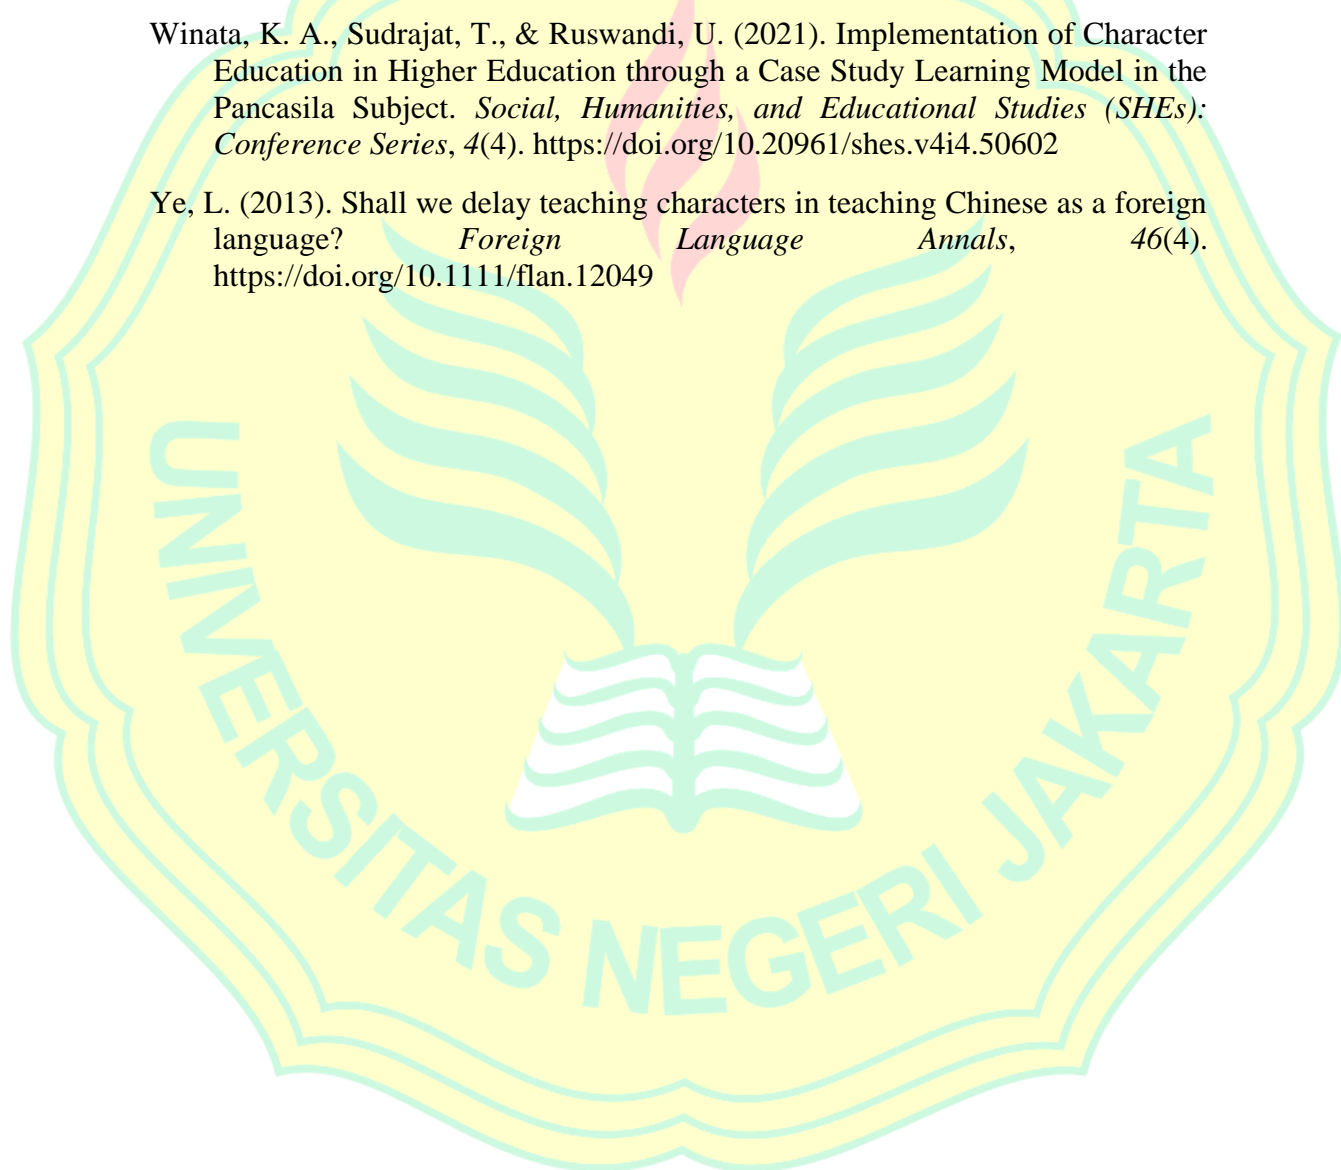 Winata, K. A., Sudrajat, T., & Ruswandi, U. (2021). Implementation of Character
Education in Higher Education through a Case Study Learning Model in the
Pancasila Subject. Social, Humanities, and Educational Studies (SHEs):
Conference Series, 4(4). https://doi.org/10.20961/shes.v4i4.50602
Ye, L. (2013). Shall we delay teaching characters in teaching Chinese as a foreign
language? Foreign Language Annals, 46(4).
https://doi.org/10.1111/flan.12049
UNIVERSITAS NEGERI JAKARTA